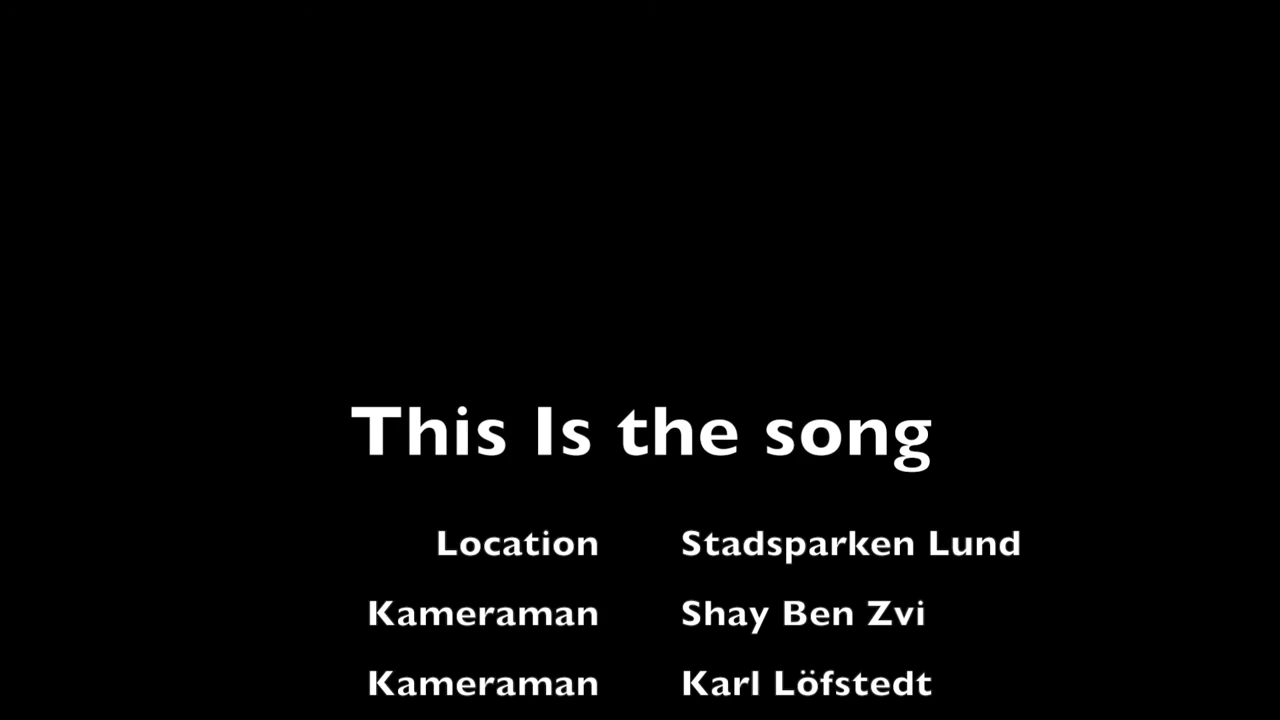 This Is the song
Location Stadsparken Lund
Kameraman Shay Ben Zvi
Kameraman Karl Löfstedt